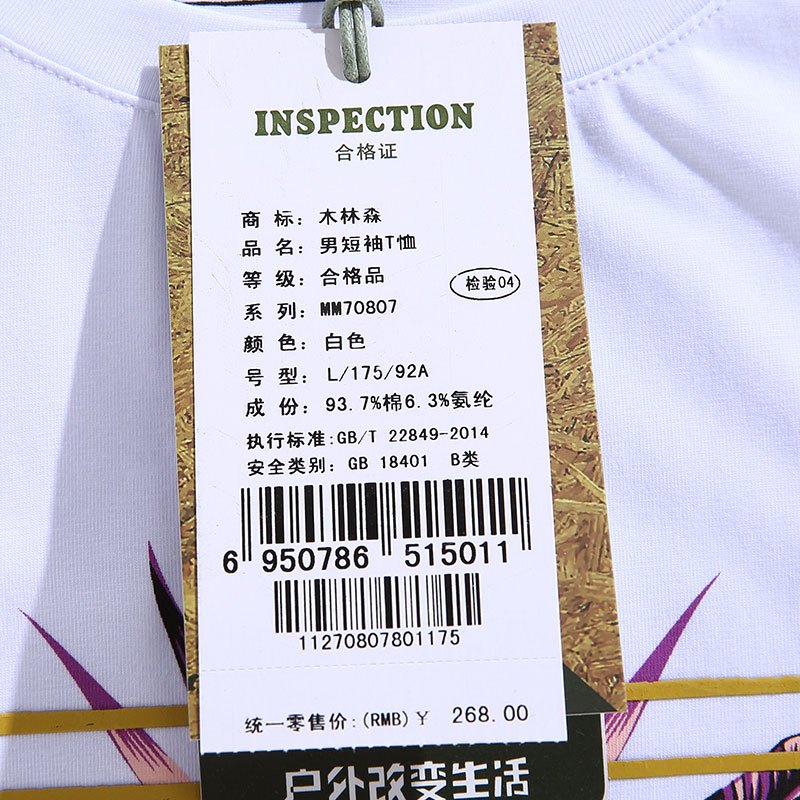 INSPECTION
合格证
商 标: 木林森
品 名: 男短袖T恤
等 级: 合格品
检验04
系 列: MM70807
颜 色: 白色
号 型: L/175/92A
成 份: 93.7%棉6.3%氨纶
执行标准:GB/T 22849-2014
安全类别: GB 18401 B类
6 950786 515011
11270807801175
统一零售价:(RMB)￥ 268.00
户外改变生活